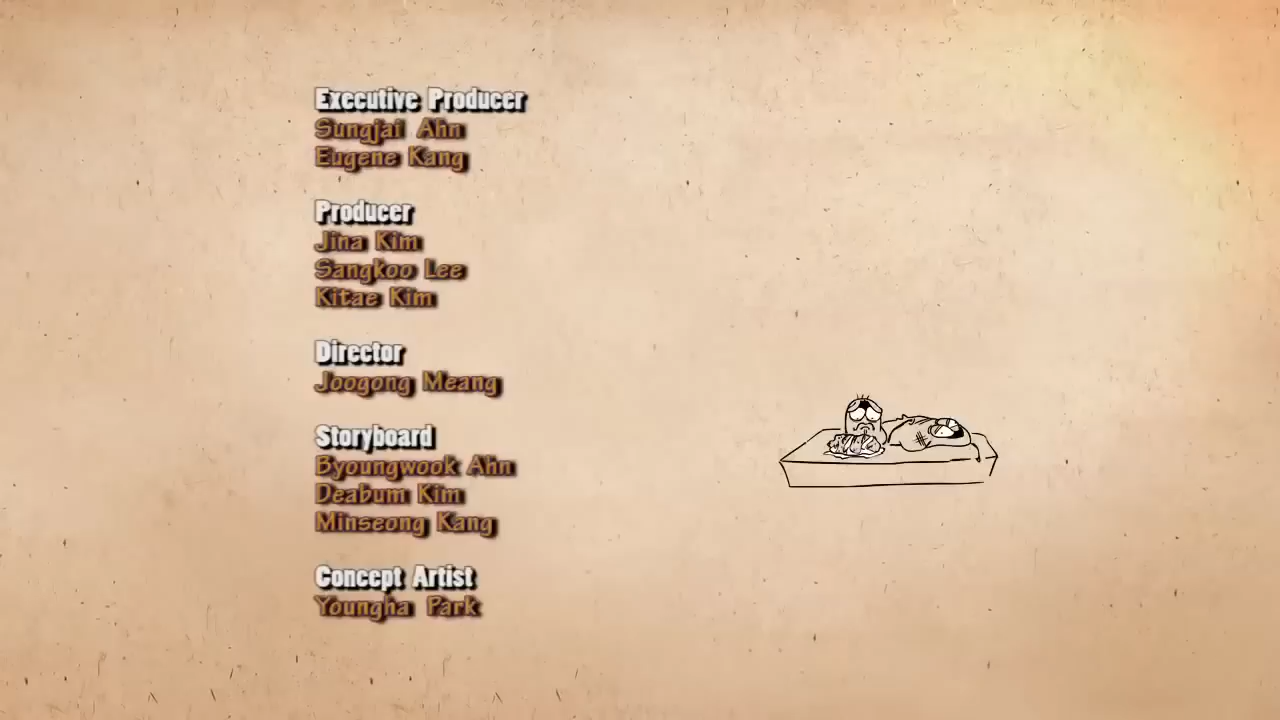 Executive Producer
Sungjai Ahn
Eugene Kang
Producer
Jina Kim
Sangkoo Lee
Kitae Kim
Director
Joogong Meang
Storyboard
Byoungwook Ahn
Deabum Kim
Minseong Kang
Concept Artist
Youngha Park